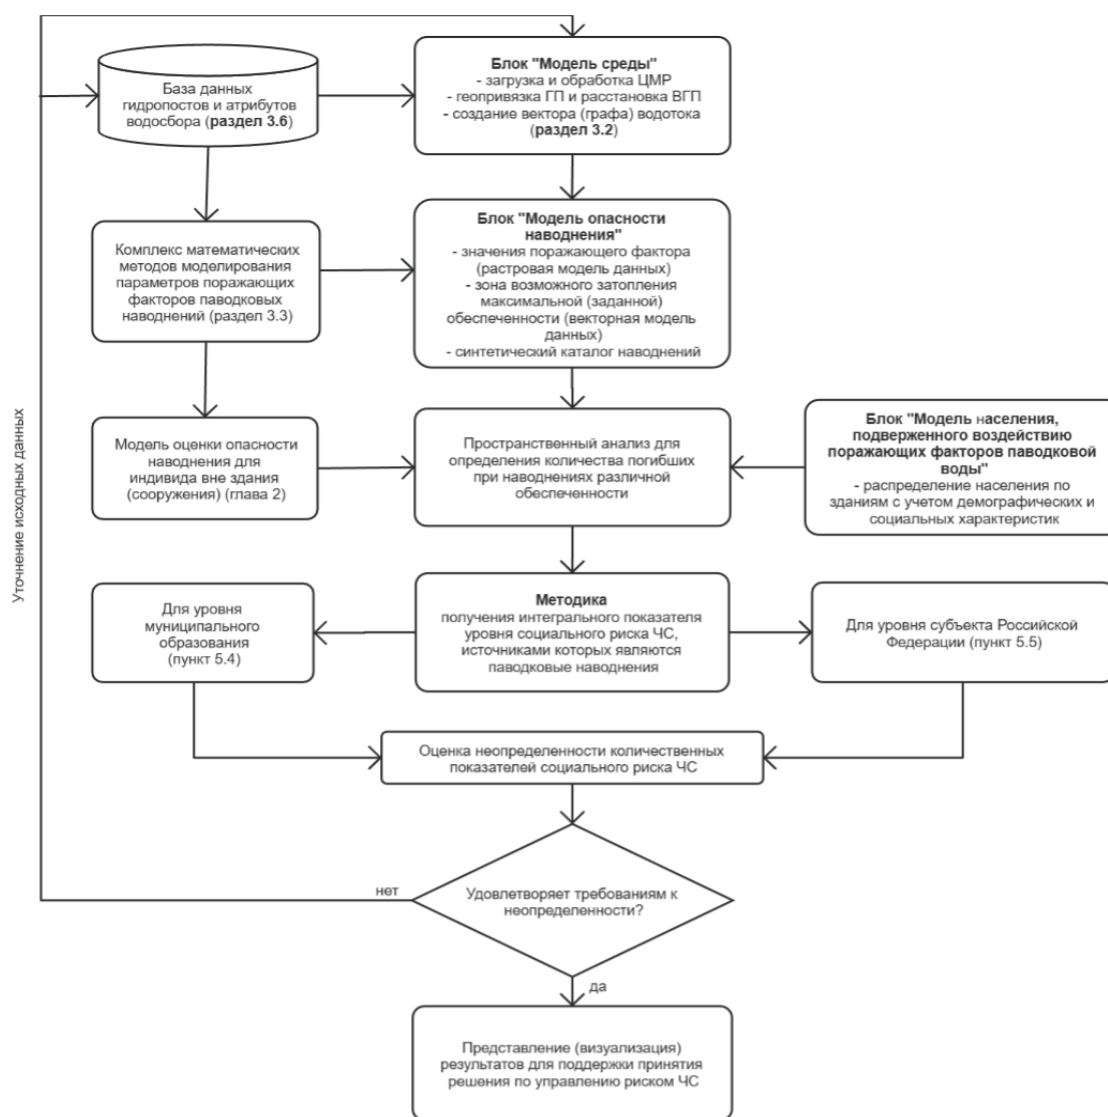 База данных
гидропостов и атрибутов
водосбора (раздел 3.6)
Блок "Модель среды"
- загрузка и обработка ЦМР
- геопривязка ГП и расстановка ВГП
- создание вектора (графа) водотока
(раздел 3.2)
Комплекс математических
методов моделирования
параметров поражающих
факторов паводковых
наводнений (раздел 3.3)
Блок "Модель опасности
наводнения"
- значения поражающего фактора
(растровая модель данных)
- зона возможного затопления
максимальной (заданной)
обеспеченности (векторная модель
данных)
- синтетический каталог наводнений
Модель оценки опасности
наводнения для
индивида вне здания
(сооружения) (глава 2)
Пространственный анализ для
определения количества погибших
при наводнениях различной
обеспеченности
Блок "Модель населения,
подверженного воздействию
поражающих факторов паводковой
воды"
- распределение населения по
зданиям с учетом демографических и
социальных характеристик
Уточнение исходных данных
Для уровня
муниципального
образования
(пункт 5.4)
Методика
получения интегрального показателя
уровня социального риска ЧС,
источниками которых являются
паводковые наводнения
Для уровня субъекта Российской
Федерации (пункт 5.5)
Оценка неопределенности количественных
показателей социального риска ЧС
нет
Удовлетворяет требованиям к
неопределенности?
да
Представление (визуализация)
результатов для поддержки принятия
решения по управлению риском ЧС